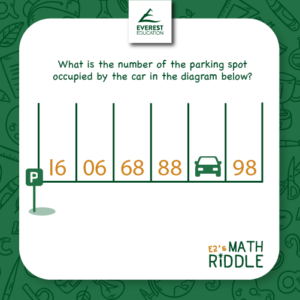 EVEREST
EDUCATION
What is the number of the parking spot
occupied by the car in the diagram below?
P 16 06 68 88 98
E2's MATH
RIDDLE